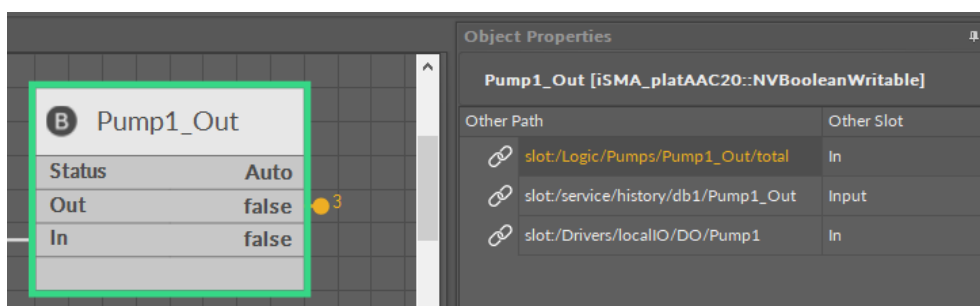 Pump1_Out
Status Auto
Out false 3
In false
Object Properties
Pump1_Out [iSMA_platAAC20::NVBooleanWritable]
Other Path Other Slot
slot:/Logic/Pumps/Pump1_Out/total In
slot:/service/history/db1/Pump1_Out Input
slot:/Drivers/localIO/DO/Pump1 In